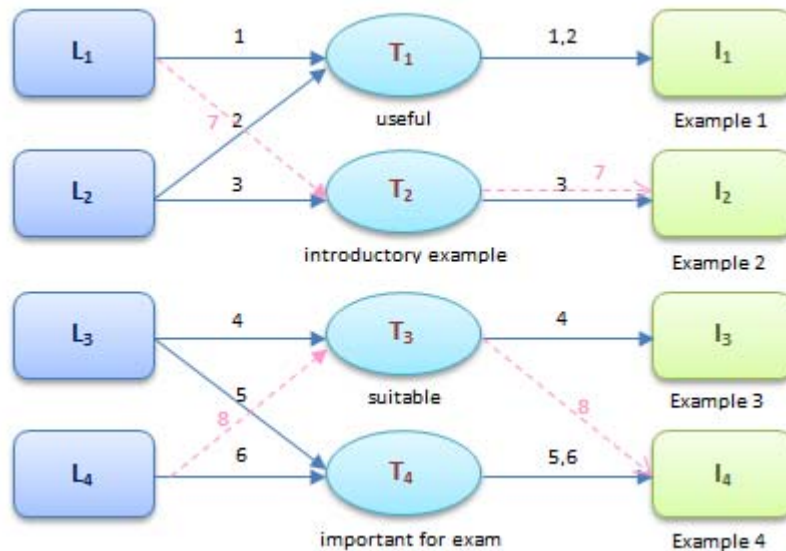 L₁ 1 T₁ 1,2 I₁
useful Example 1
7 2
L₂ 3 T₂ 7 3 I₂
introductory example Example 2
L₃ 4 T₃ 4 I₃
suitable Example 3
5 8 8
L₄ 6 T₄ 5,6 I₄
important for exam Example 4